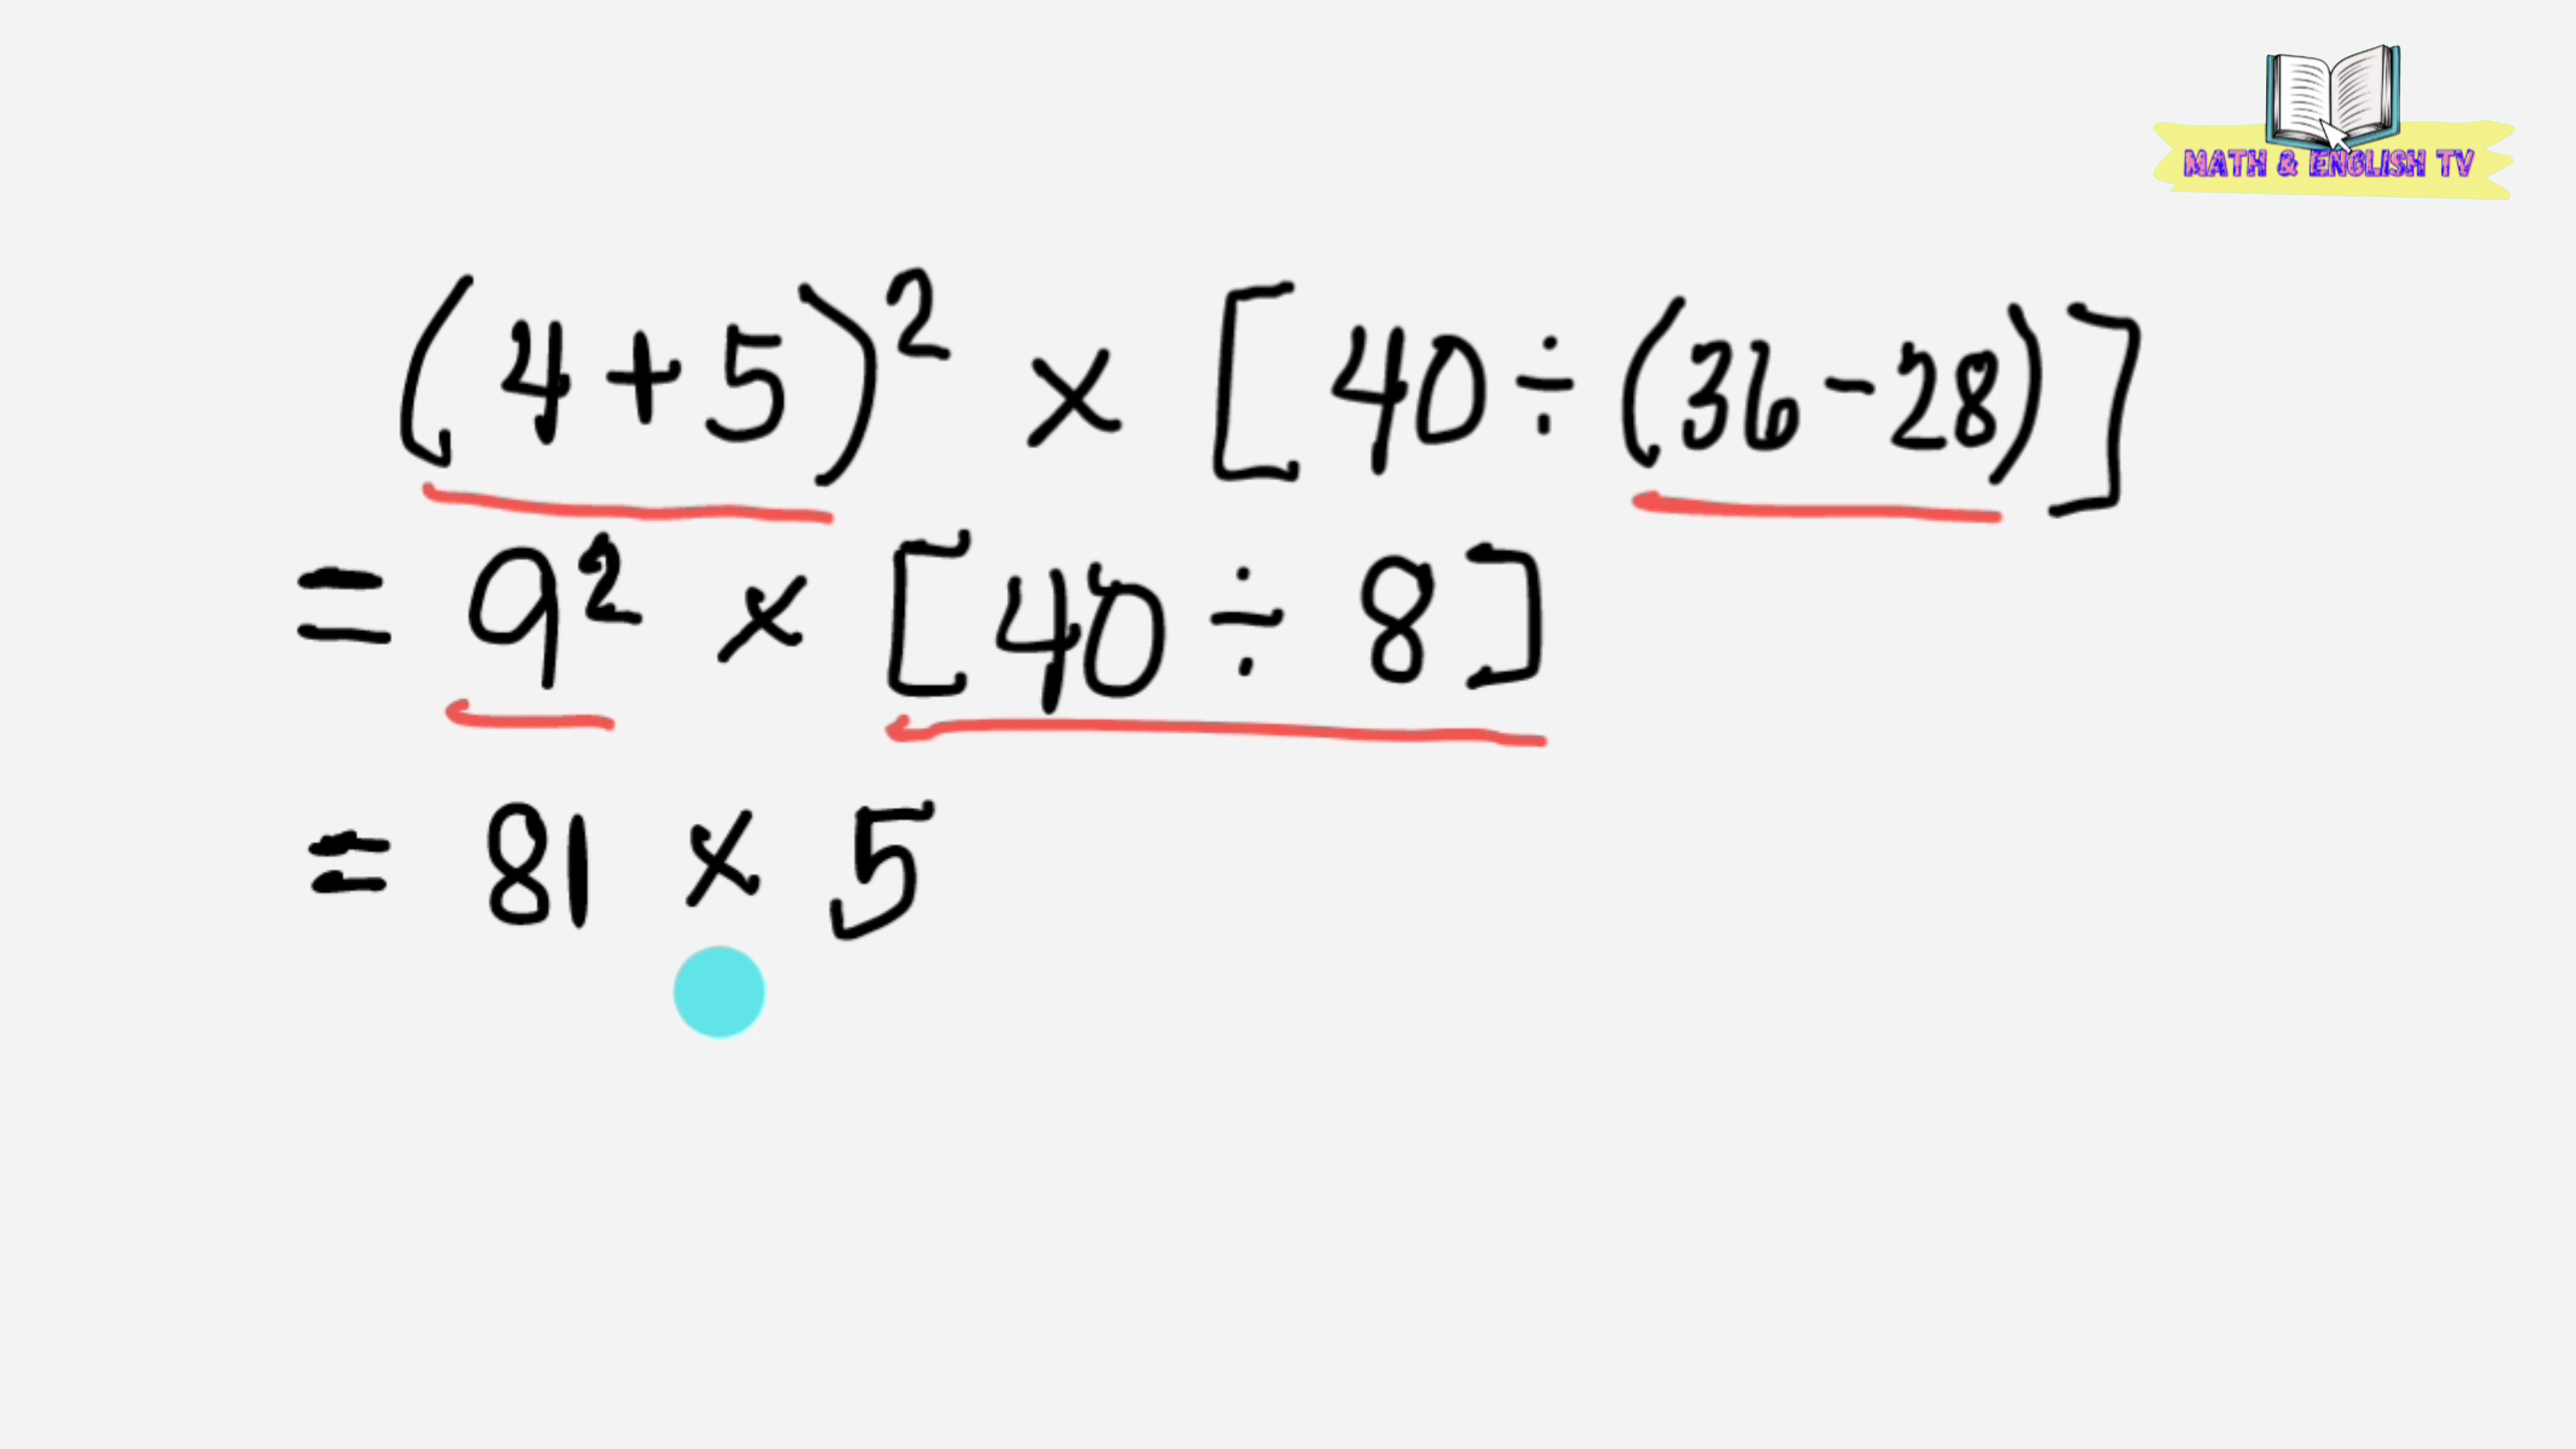 MATH & ENGLISH TV
(4+5)² × [40÷(36-28)]
= 9² × [40 ÷ 8]
= 81 × 5